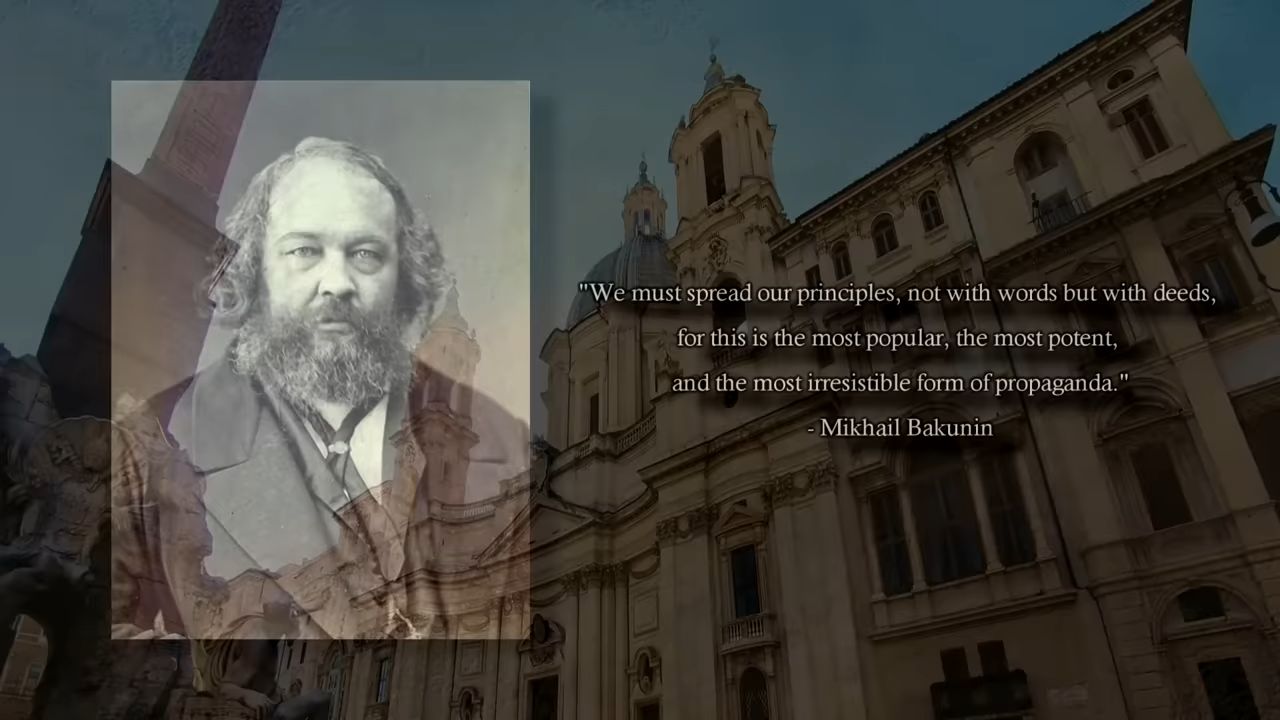 "We must spread our principles, not with words but with deeds,
for this is the most popular, the most potent,
and the most irresistible form of propaganda."
- Mikhail Bakunin